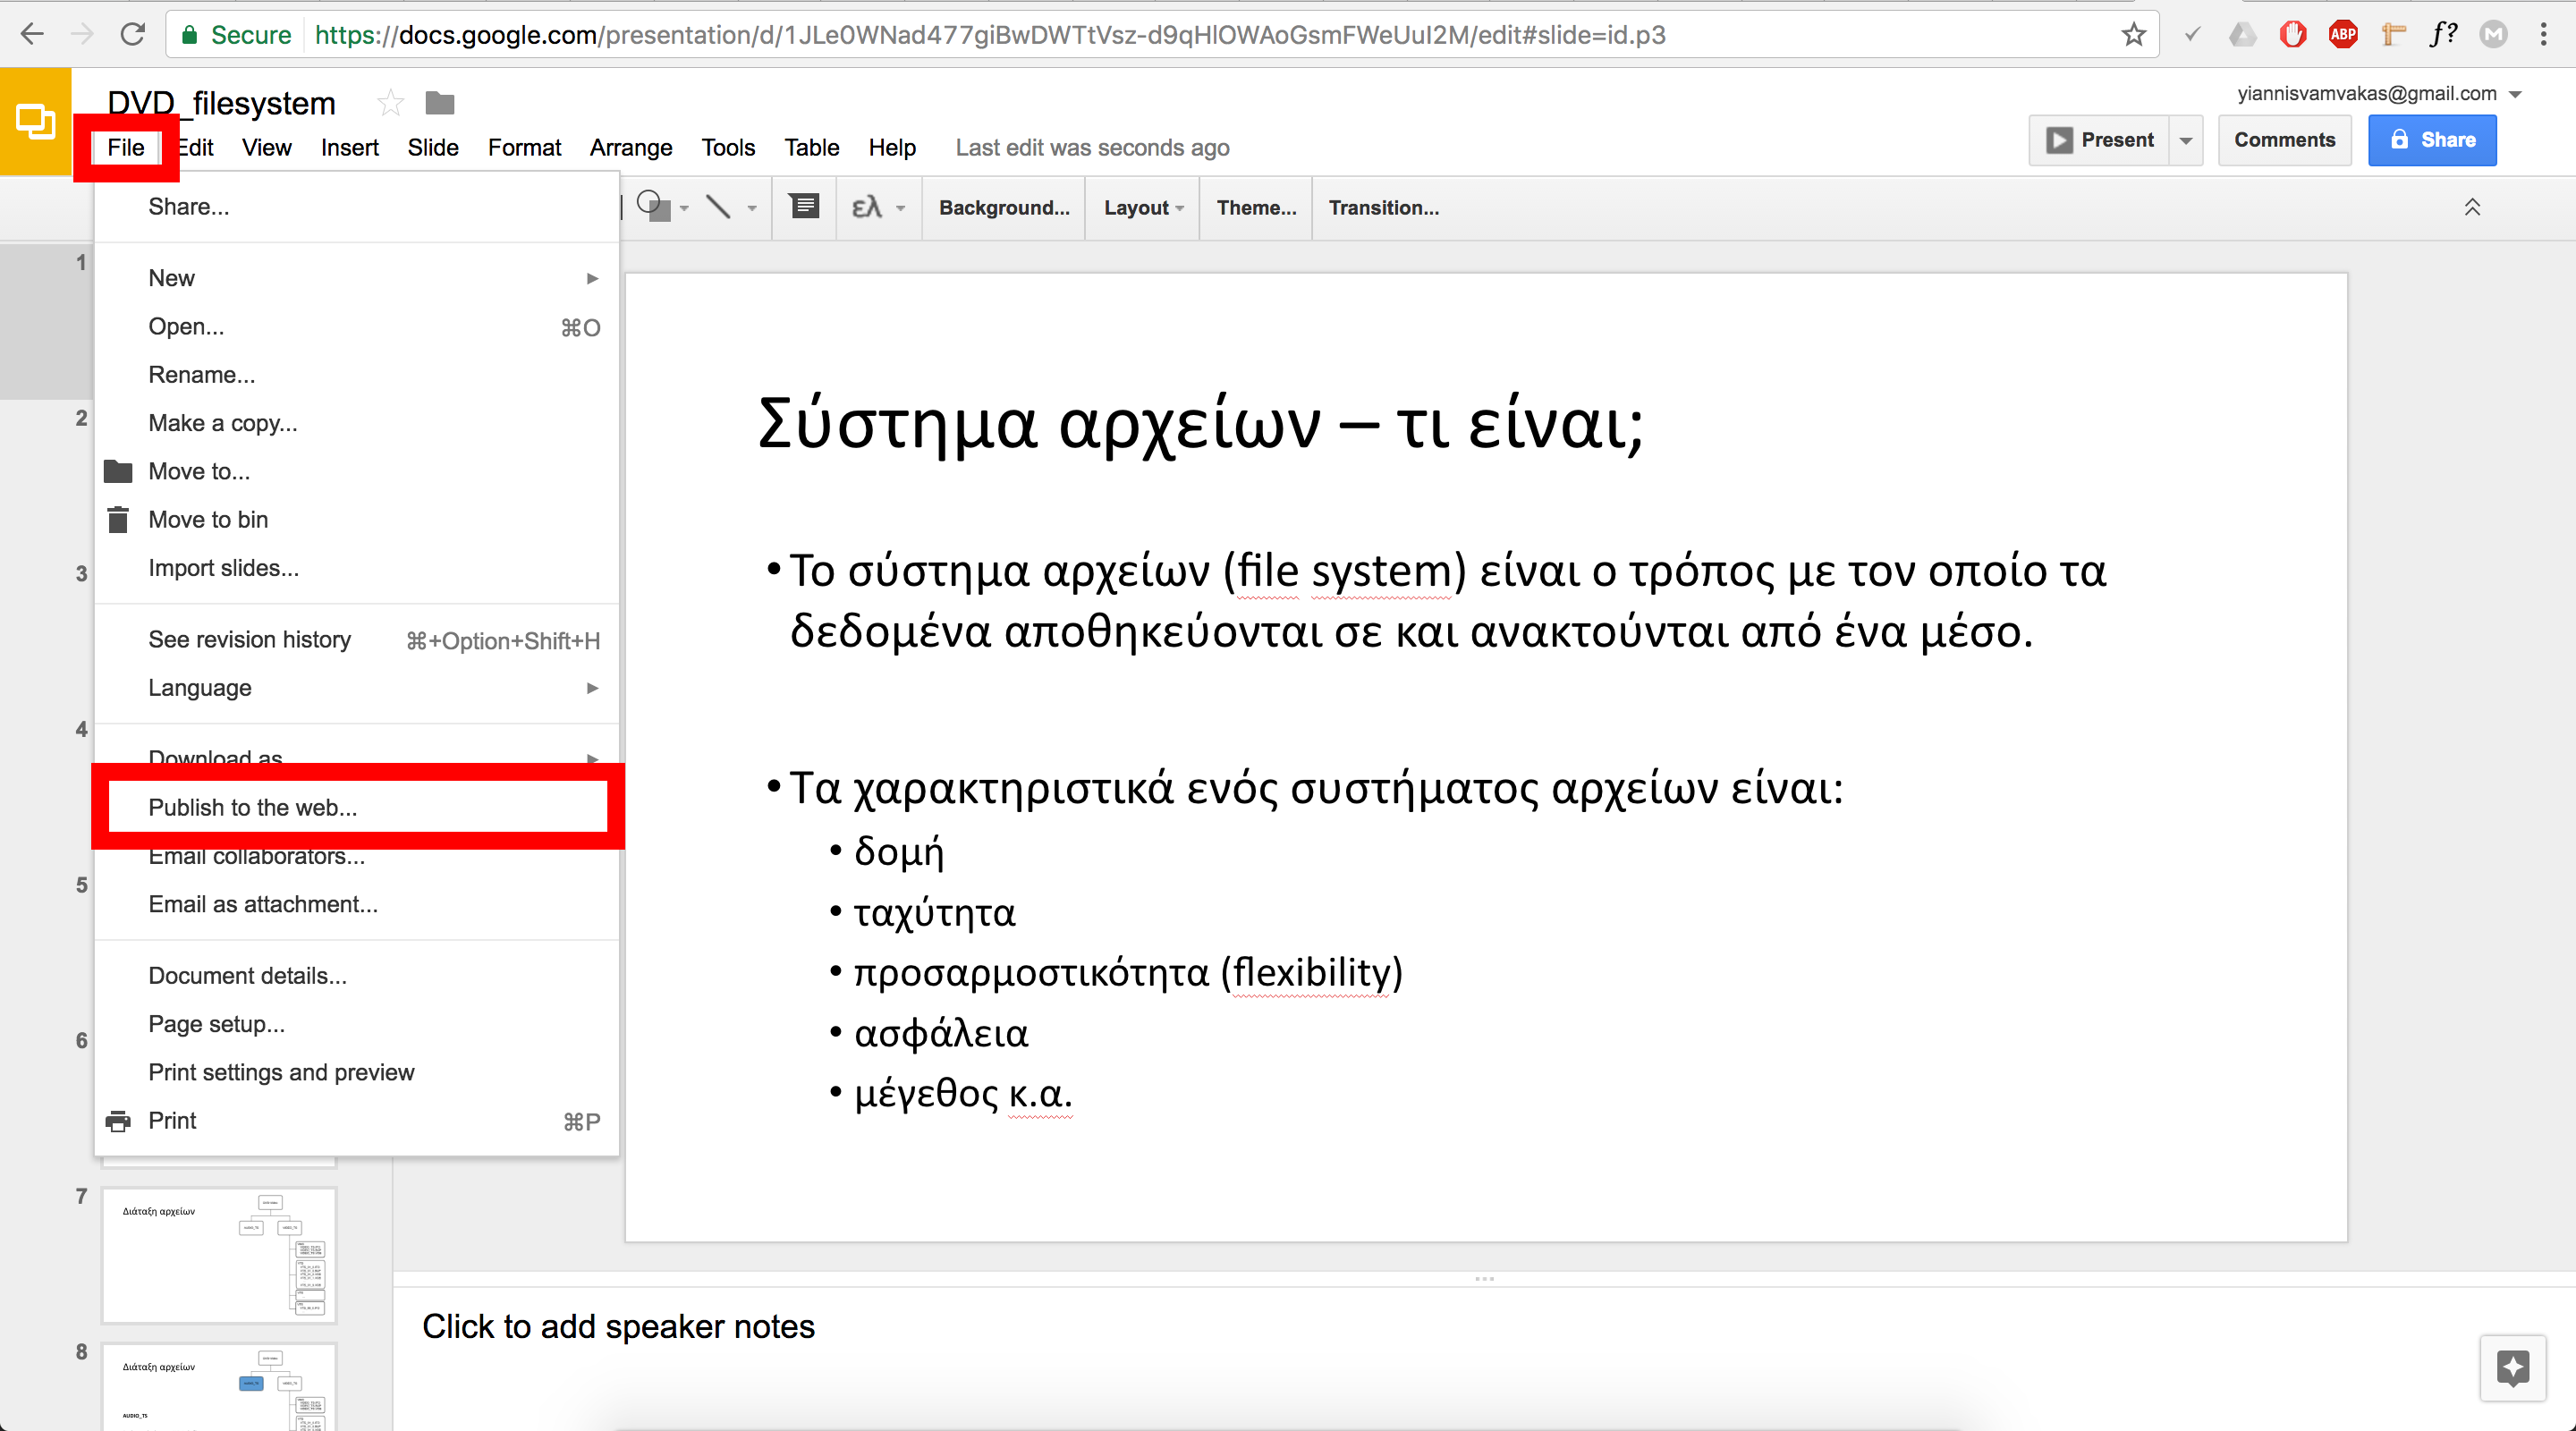 Secure https://docs.google.com/presentation/d/1JLe0WNad477giBwDWTtVsz-d9qHlOWAoGsmFWeUuI2M/edit#slide=id.p3
ABP f? M
DVD_filesystem
yiannisvamvakas@gmail.com
File Edit View Insert Slide Format Arrange Tools Table Help Last edit was seconds ago
Present Comments Share
ελ Background... Layout Theme... Transition...
Share...
New
Open... ⌘O
Rename...
Make a copy...
Move to...
Move to bin
Import slides...
See revision history ⌘+Option+Shift+H
Language
Download as
Publish to the web...
Email collaborators...
Email as attachment...
Document details...
Page setup...
Print settings and preview
Print ⌘P
1
2
3
4
5
6
7
Διάταξη αρχείων
8
Διάταξη αρχείων
AUDIO_TS
Σύστημα αρχείων – τι είναι;
• Το σύστημα αρχείων (file system) είναι ο τρόπος με τον οποίο τα
δεδομένα αποθηκεύονται σε και ανακτούνται από ένα μέσο.
• Τα χαρακτηριστικά ενός συστήματος αρχείων είναι:
• δομή
• ταχύτητα
• προσαρμοστικότητα (flexibility)
• ασφάλεια
• μέγεθος κ.α.
Click to add speaker notes